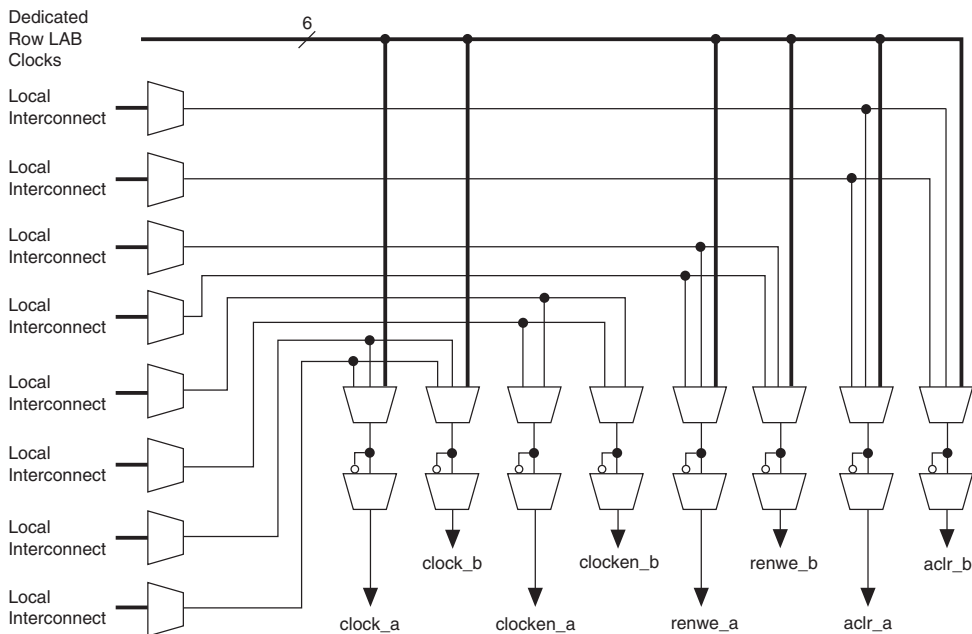 Dedicated
Row LAB
Clocks
6
Local
Interconnect
Local
Interconnect
Local
Interconnect
Local
Interconnect
Local
Interconnect
Local
Interconnect
Local
Interconnect
Local
Interconnect
clock_b
clocken_b
renwe_b
aclr_b
clock_a
clocken_a
renwe_a
aclr_a